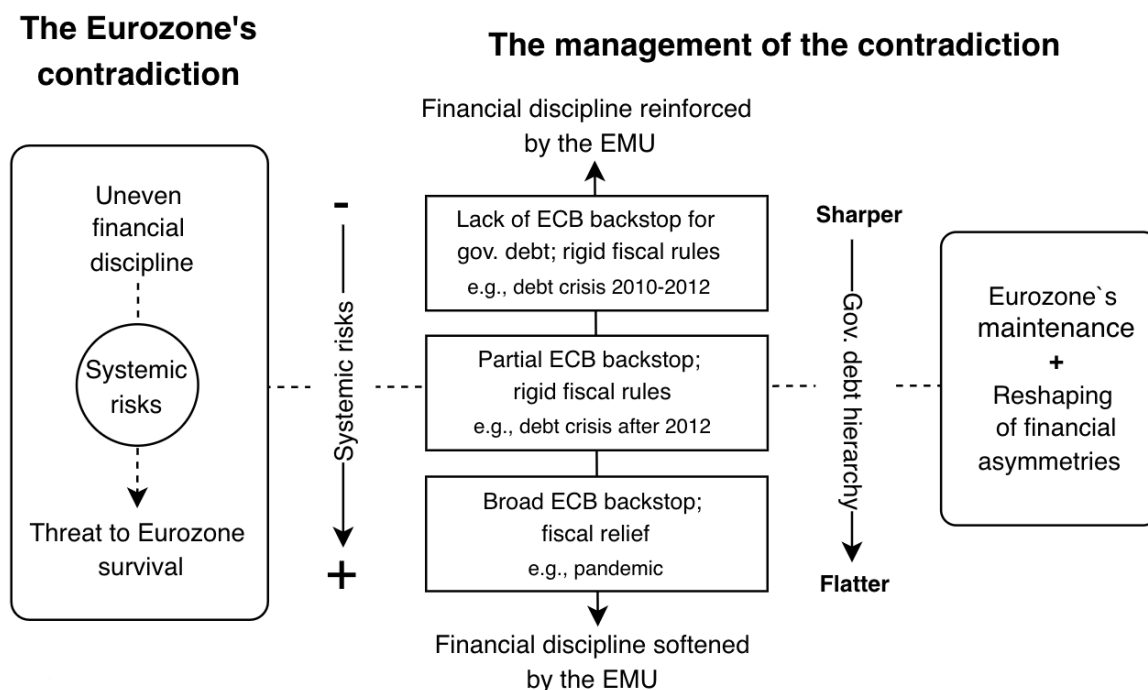 The Eurozone's
contradiction
The management of the contradiction
Uneven
financial
discipline
Systemic
risks
Threat to Eurozone
survival
-
Systemic risks
+
Financial discipline reinforced
by the EMU
Lack of ECB backstop for
gov. debt; rigid fiscal rules
e.g., debt crisis 2010-2012
Partial ECB backstop;
rigid fiscal rules
e.g., debt crisis after 2012
Broad ECB backstop;
fiscal relief
e.g., pandemic
Financial discipline softened
by the EMU
Sharper
Gov. debt hierarchy
Flatter
Eurozone`s
maintenance
+
Reshaping
of financial
asymmetries